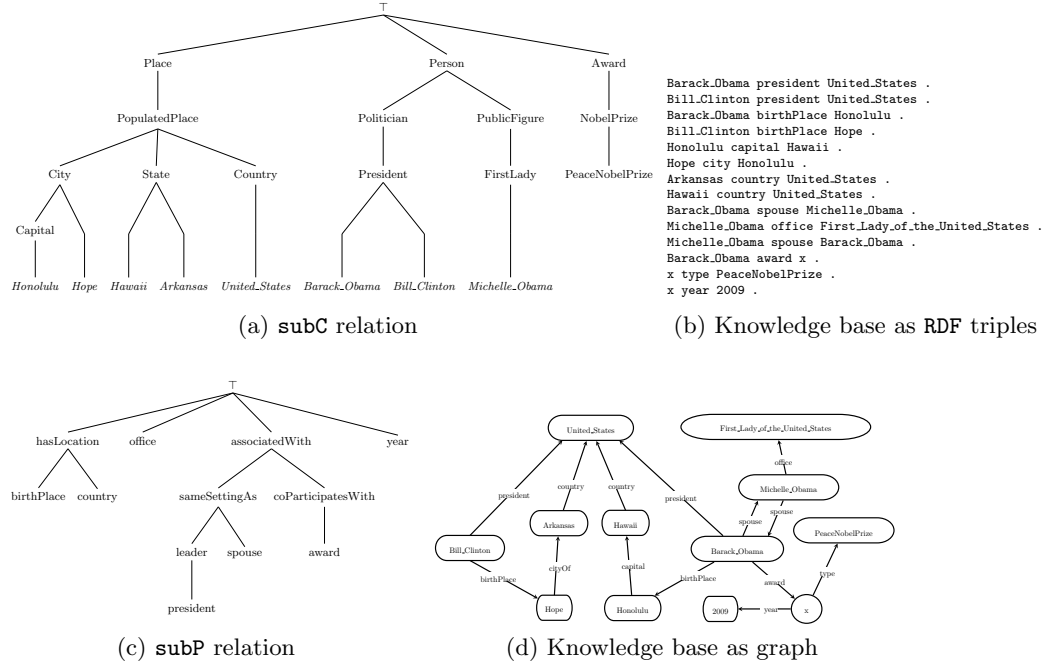 ⊤
Place Person Award
PopulatedPlace Politician PublicFigure NobelPrize
City State Country President FirstLady PeaceNobelPrize
Capital
Honolulu Hope Hawaii Arkansas United_States Barack_Obama Bill_Clinton Michelle_Obama
(a) subC relation
Barack_Obama president United_States .
Bill_Clinton president United_States .
Barack_Obama birthPlace Honolulu .
Bill_Clinton birthPlace Hope .
Honolulu capital Hawaii .
Hope city Honolulu .
Arkansas country United_States .
Hawaii country United_States .
Barack_Obama spouse Michelle_Obama .
Michelle_Obama office First_Lady_of_the_United_States .
Michelle_Obama spouse Barack_Obama .
Barack_Obama award x .
x type PeaceNobelPrize .
x year 2009 .
(b) Knowledge base as RDF triples
⊤
hasLocation office associatedWith year
birthPlace country sameSettingAs coParticipatesWith
leader spouse award
president
(c) subP relation
United_States First_Lady_of_the_United_States
office
president country country president Michelle_Obama
spouse spouse
Arkansas Hawaii PeaceNobelPrize
Bill_Clinton Barack_Obama
birthPlace cityOf capital birthPlace award type
Hope Honolulu 2009 year x
(d) Knowledge base as graph